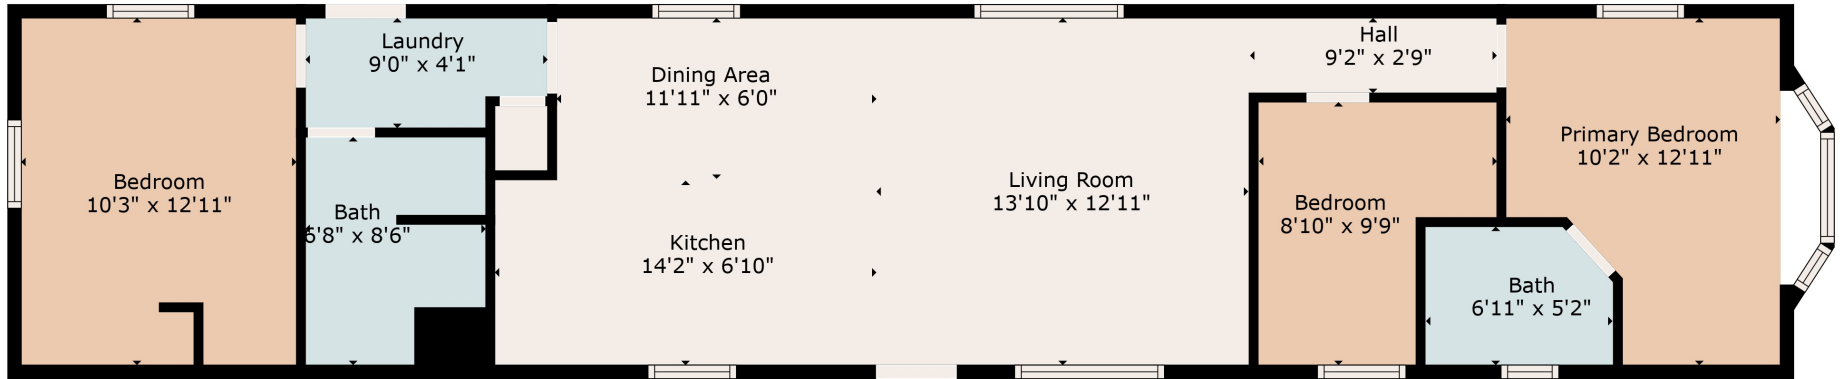 Bedroom
10'3" x 12'11"
Laundry
9'0" x 4'1"
Bath
6'8" x 8'6"
Dining Area
11'11" x 6'0"
Kitchen
14'2" x 6'10"
Living Room
13'10" x 12'11"
Hall
9'2" x 2'9"
Bedroom
8'10" x 9'9"
Bath
6'11" x 5'2"
Primary Bedroom
10'2" x 12'11"